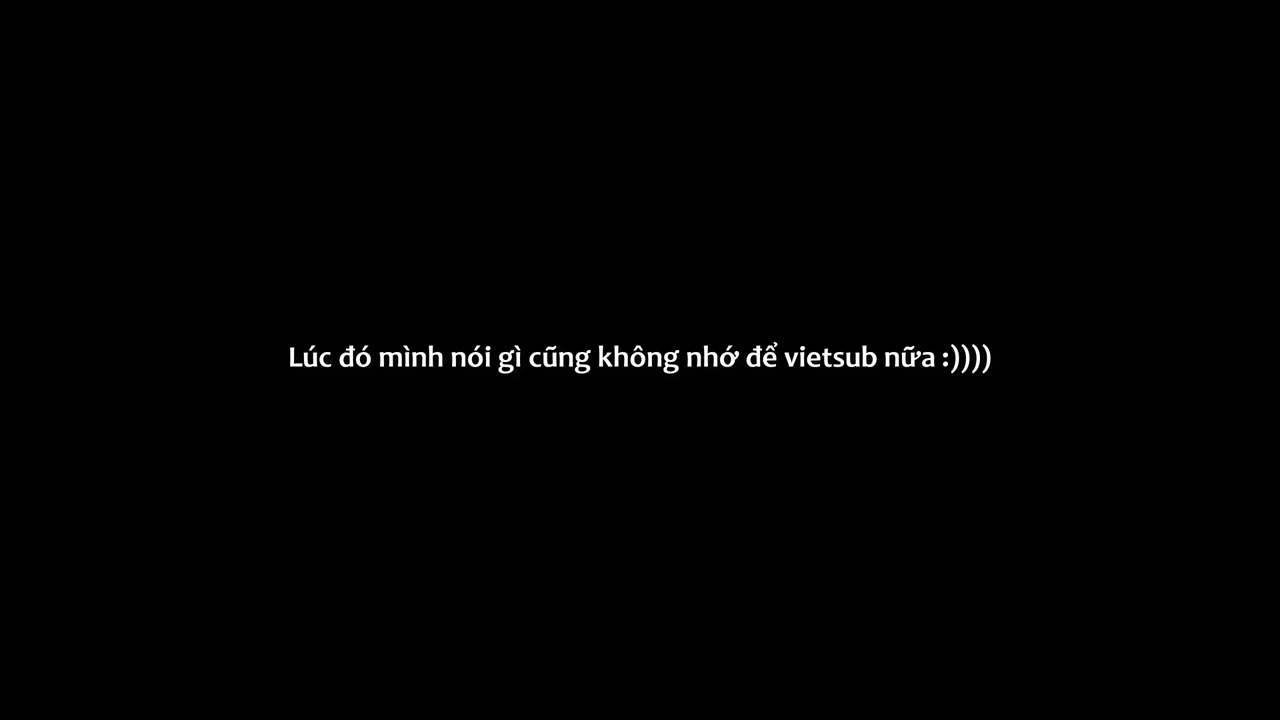 Lúc đó mình nói gì cũng không nhớ để vietsub nữa :))))